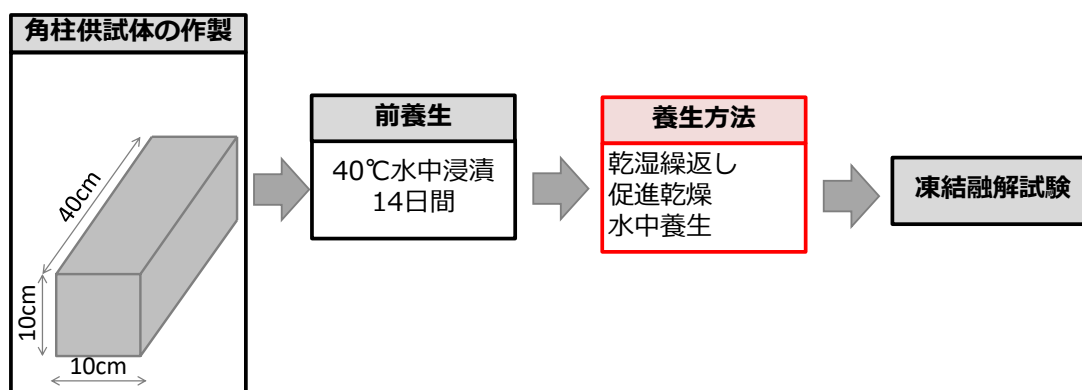 角柱供試体の作製
40cm
10cm
10cm
前養生
40℃水中浸漬
14日間
養生方法
乾湿繰返し
促進乾燥
水中養生
凍結融解試験